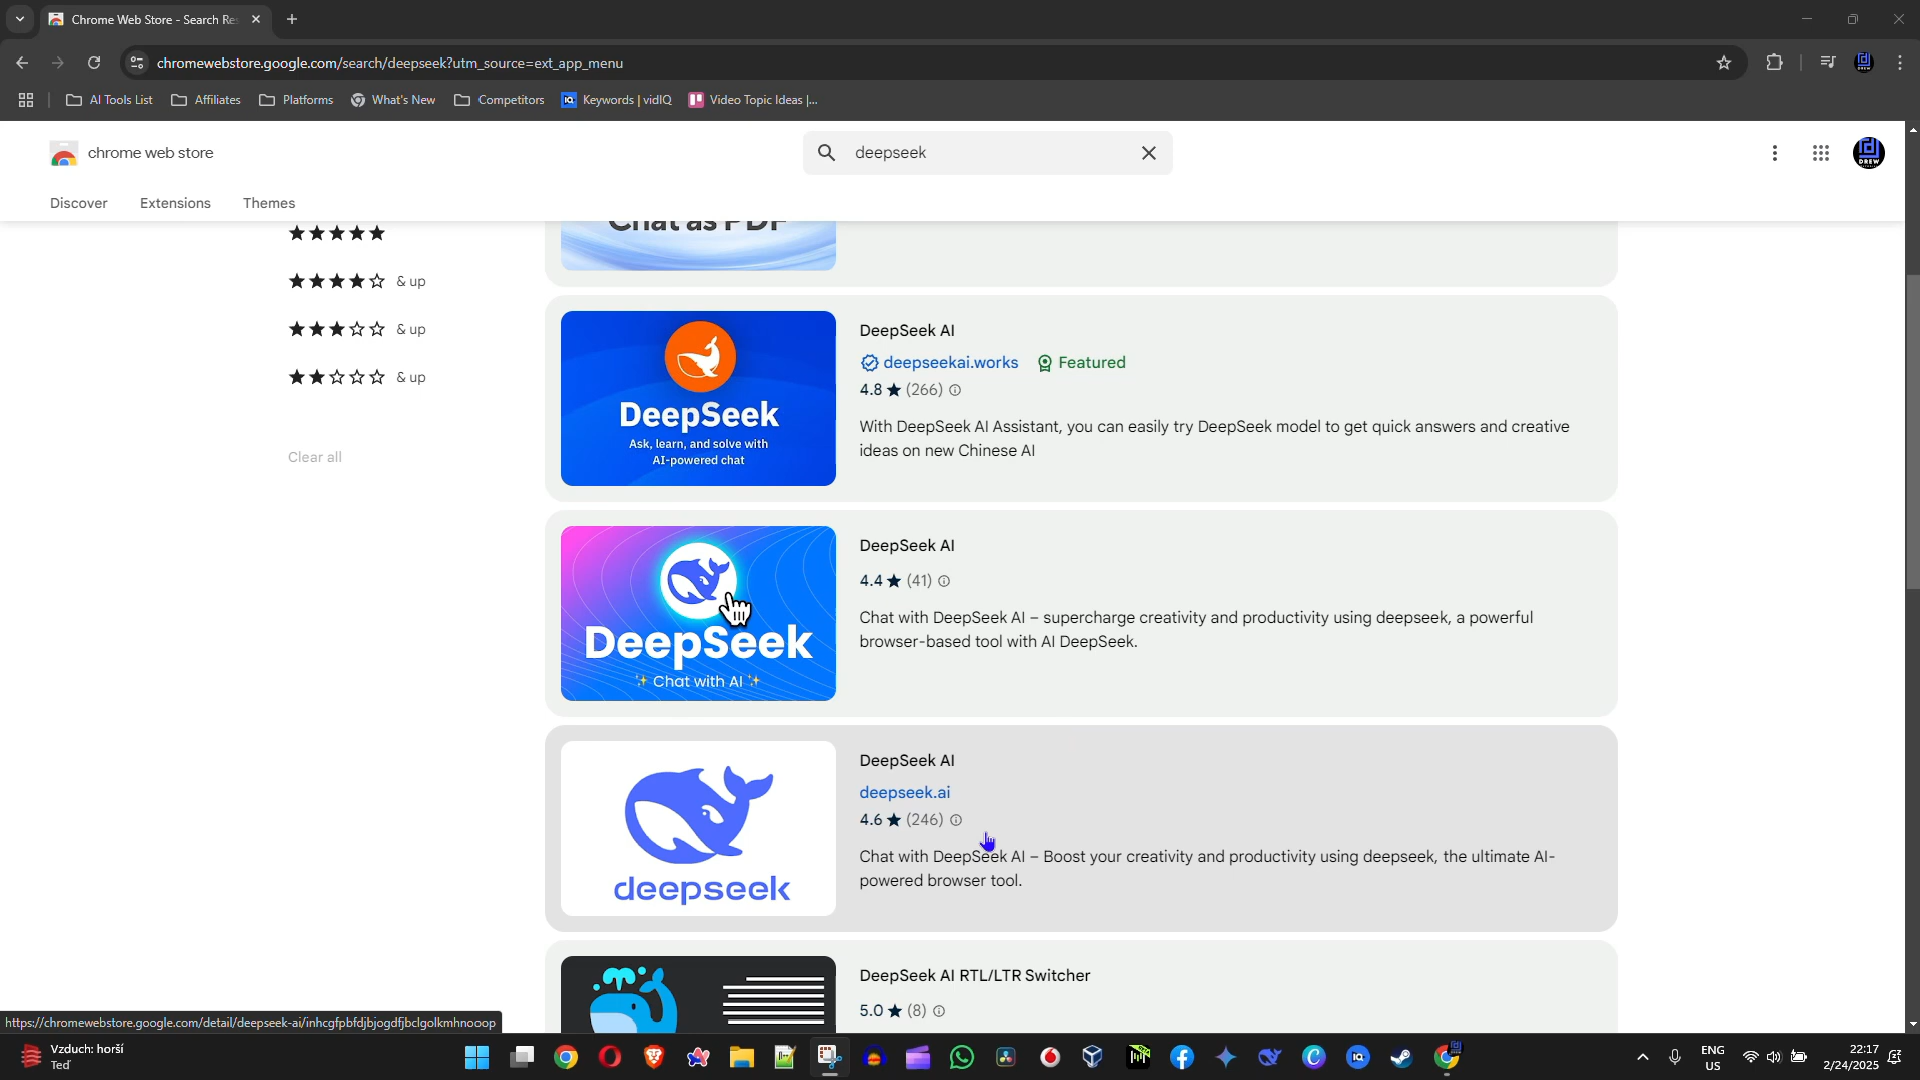 Chrome Web Store - Search Re
chromewebstore.google.com/search/deepseek?utm_source=ext_app_menu
AI Tools List
Affiliates
Platforms
What's New
Competitors
Keywords | vidIQ
Video Topic Ideas |...
chrome web store
deepseek
DREW
Discover
Extensions
Themes
Chat as PDF
& up
& up
& up
Clear all
DeepSeek
Ask, learn, and solve with
AI-powered chat
DeepSeek AI
deepseekai.works
Featured
4.8 ★ (266)
With DeepSeek AI Assistant, you can easily try DeepSeek model to get quick answers and creative
ideas on new Chinese AI
DeepSeek
✨ Chat with AI ✨
DeepSeek AI
4.4 ★ (41)
Chat with DeepSeek AI – supercharge creativity and productivity using deepseek, a powerful
browser-based tool with AI DeepSeek.
deepseek
DeepSeek AI
deepseek.ai
4.6 ★ (246)
Chat with DeepSeek AI – Boost your creativity and productivity using deepseek, the ultimate AI-
powered browser tool.
DeepSeek AI RTL/LTR Switcher
5.0 ★ (8)
https://chromewebstore.google.com/detail/deepseek-ai/inhcgfpbfdjbjogdfjbclgolkmhnooop
Vzduch: horší
Teď
ENG
US
22:17
2/24/2025